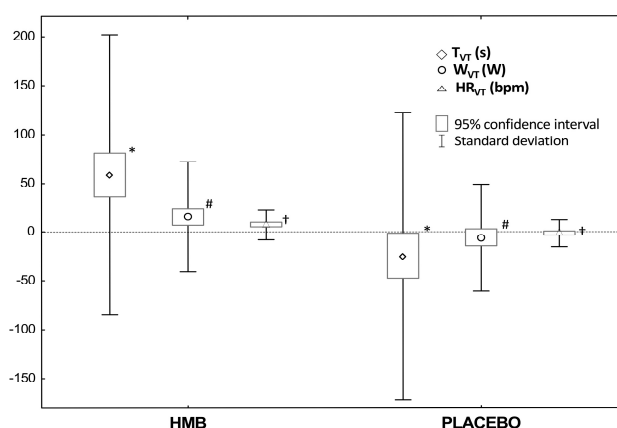 200
150
100
50
0
-50
-100
-150
T_VT (s)
W_VT (W)
HR_VT (bpm)
95% confidence interval
Standard deviation
*
#
†
*
#
†
HMB PLACEBO